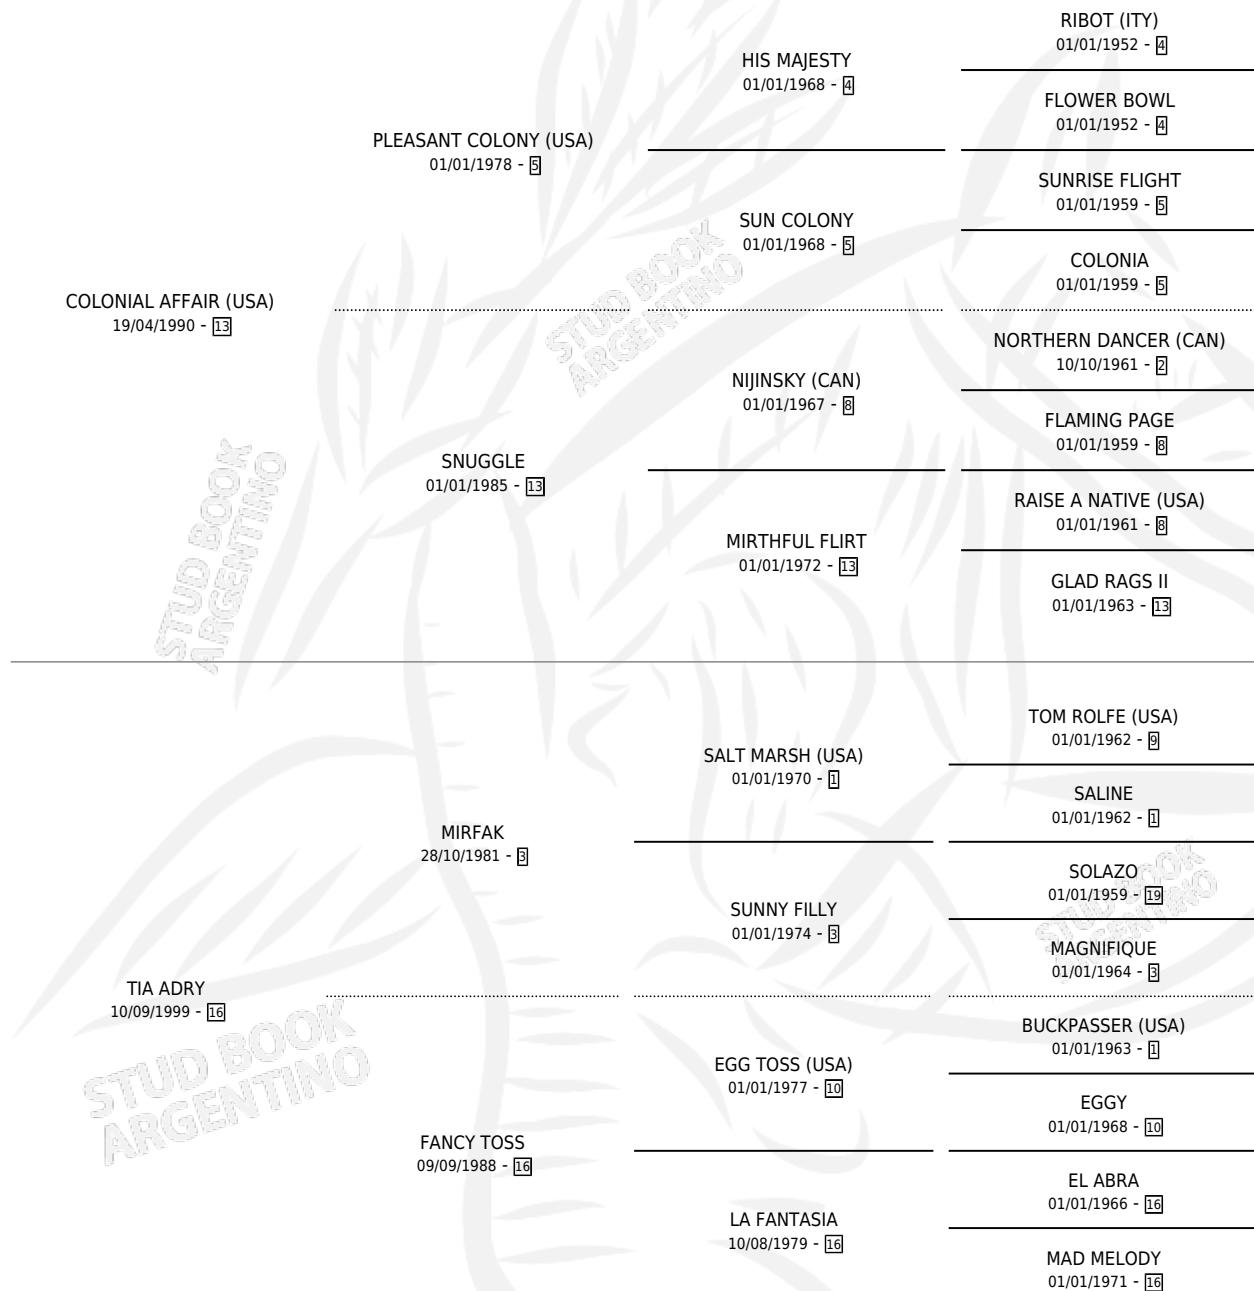 RIBOT (ITY)
01/01/1952 - 4
HIS MAJESTY
01/01/1968 - 4
FLOWER BOWL
01/01/1952 - 4
PLEASANT COLONY (USA)
01/01/1978 - 5
SUNRISE FLIGHT
01/01/1959 - 5
SUN COLONY
01/01/1968 - 5
COLONIA
01/01/1959 - 5
COLONIAL AFFAIR (USA)
19/04/1990 - 13
NORTHERN DANCER (CAN)
10/10/1961 - 2
NIJINSKY (CAN)
01/01/1967 - 8
FLAMING PAGE
01/01/1959 - 8
SNUGGLE
01/01/1985 - 13
RAISE A NATIVE (USA)
01/01/1961 - 8
MIRTHFUL FLIRT
01/01/1972 - 13
GLAD RAGS II
01/01/1963 - 13
TOM ROLFE (USA)
01/01/1962 - 9
SALT MARSH (USA)
01/01/1970 - 1
SALINE
01/01/1962 - 1
MIRFAK
28/10/1981 - 3
SOLAZO
01/01/1959 - 19
SUNNY FILLY
01/01/1974 - 3
MAGNIFIQUE
01/01/1964 - 3
TIA ADRY
10/09/1999 - 16
BUCKPASSER (USA)
01/01/1963 - 1
EGG TOSS (USA)
01/01/1977 - 10
EGGY
01/01/1968 - 10
FANCY TOSS
09/09/1988 - 16
EL ABRA
01/01/1966 - 16
LA FANTASIA
10/08/1979 - 16
MAD MELODY
01/01/1971 - 16
STUD BOOK
ARGENTINO
STUD BOOK
ARGENTINO
STUD BOOK
ARGENTINO
STUD BOOK
ARGENTINO